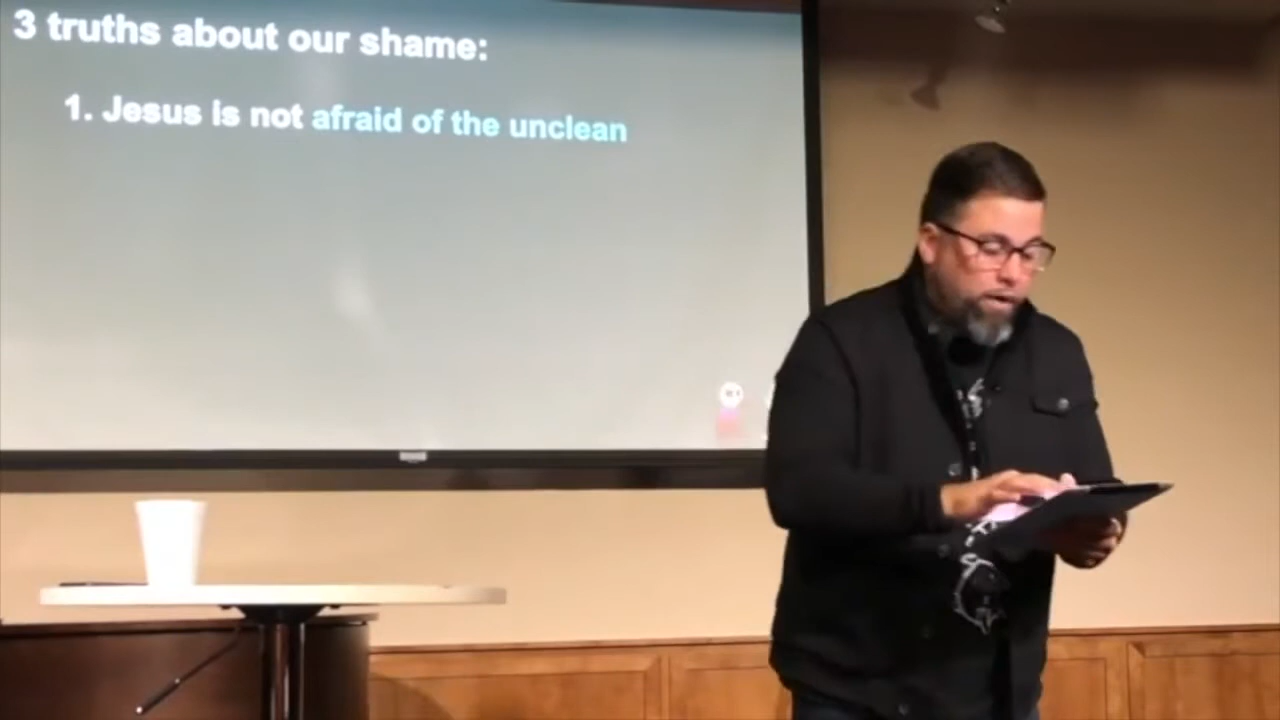 3 truths about our shame:
1. Jesus is not afraid of the unclean